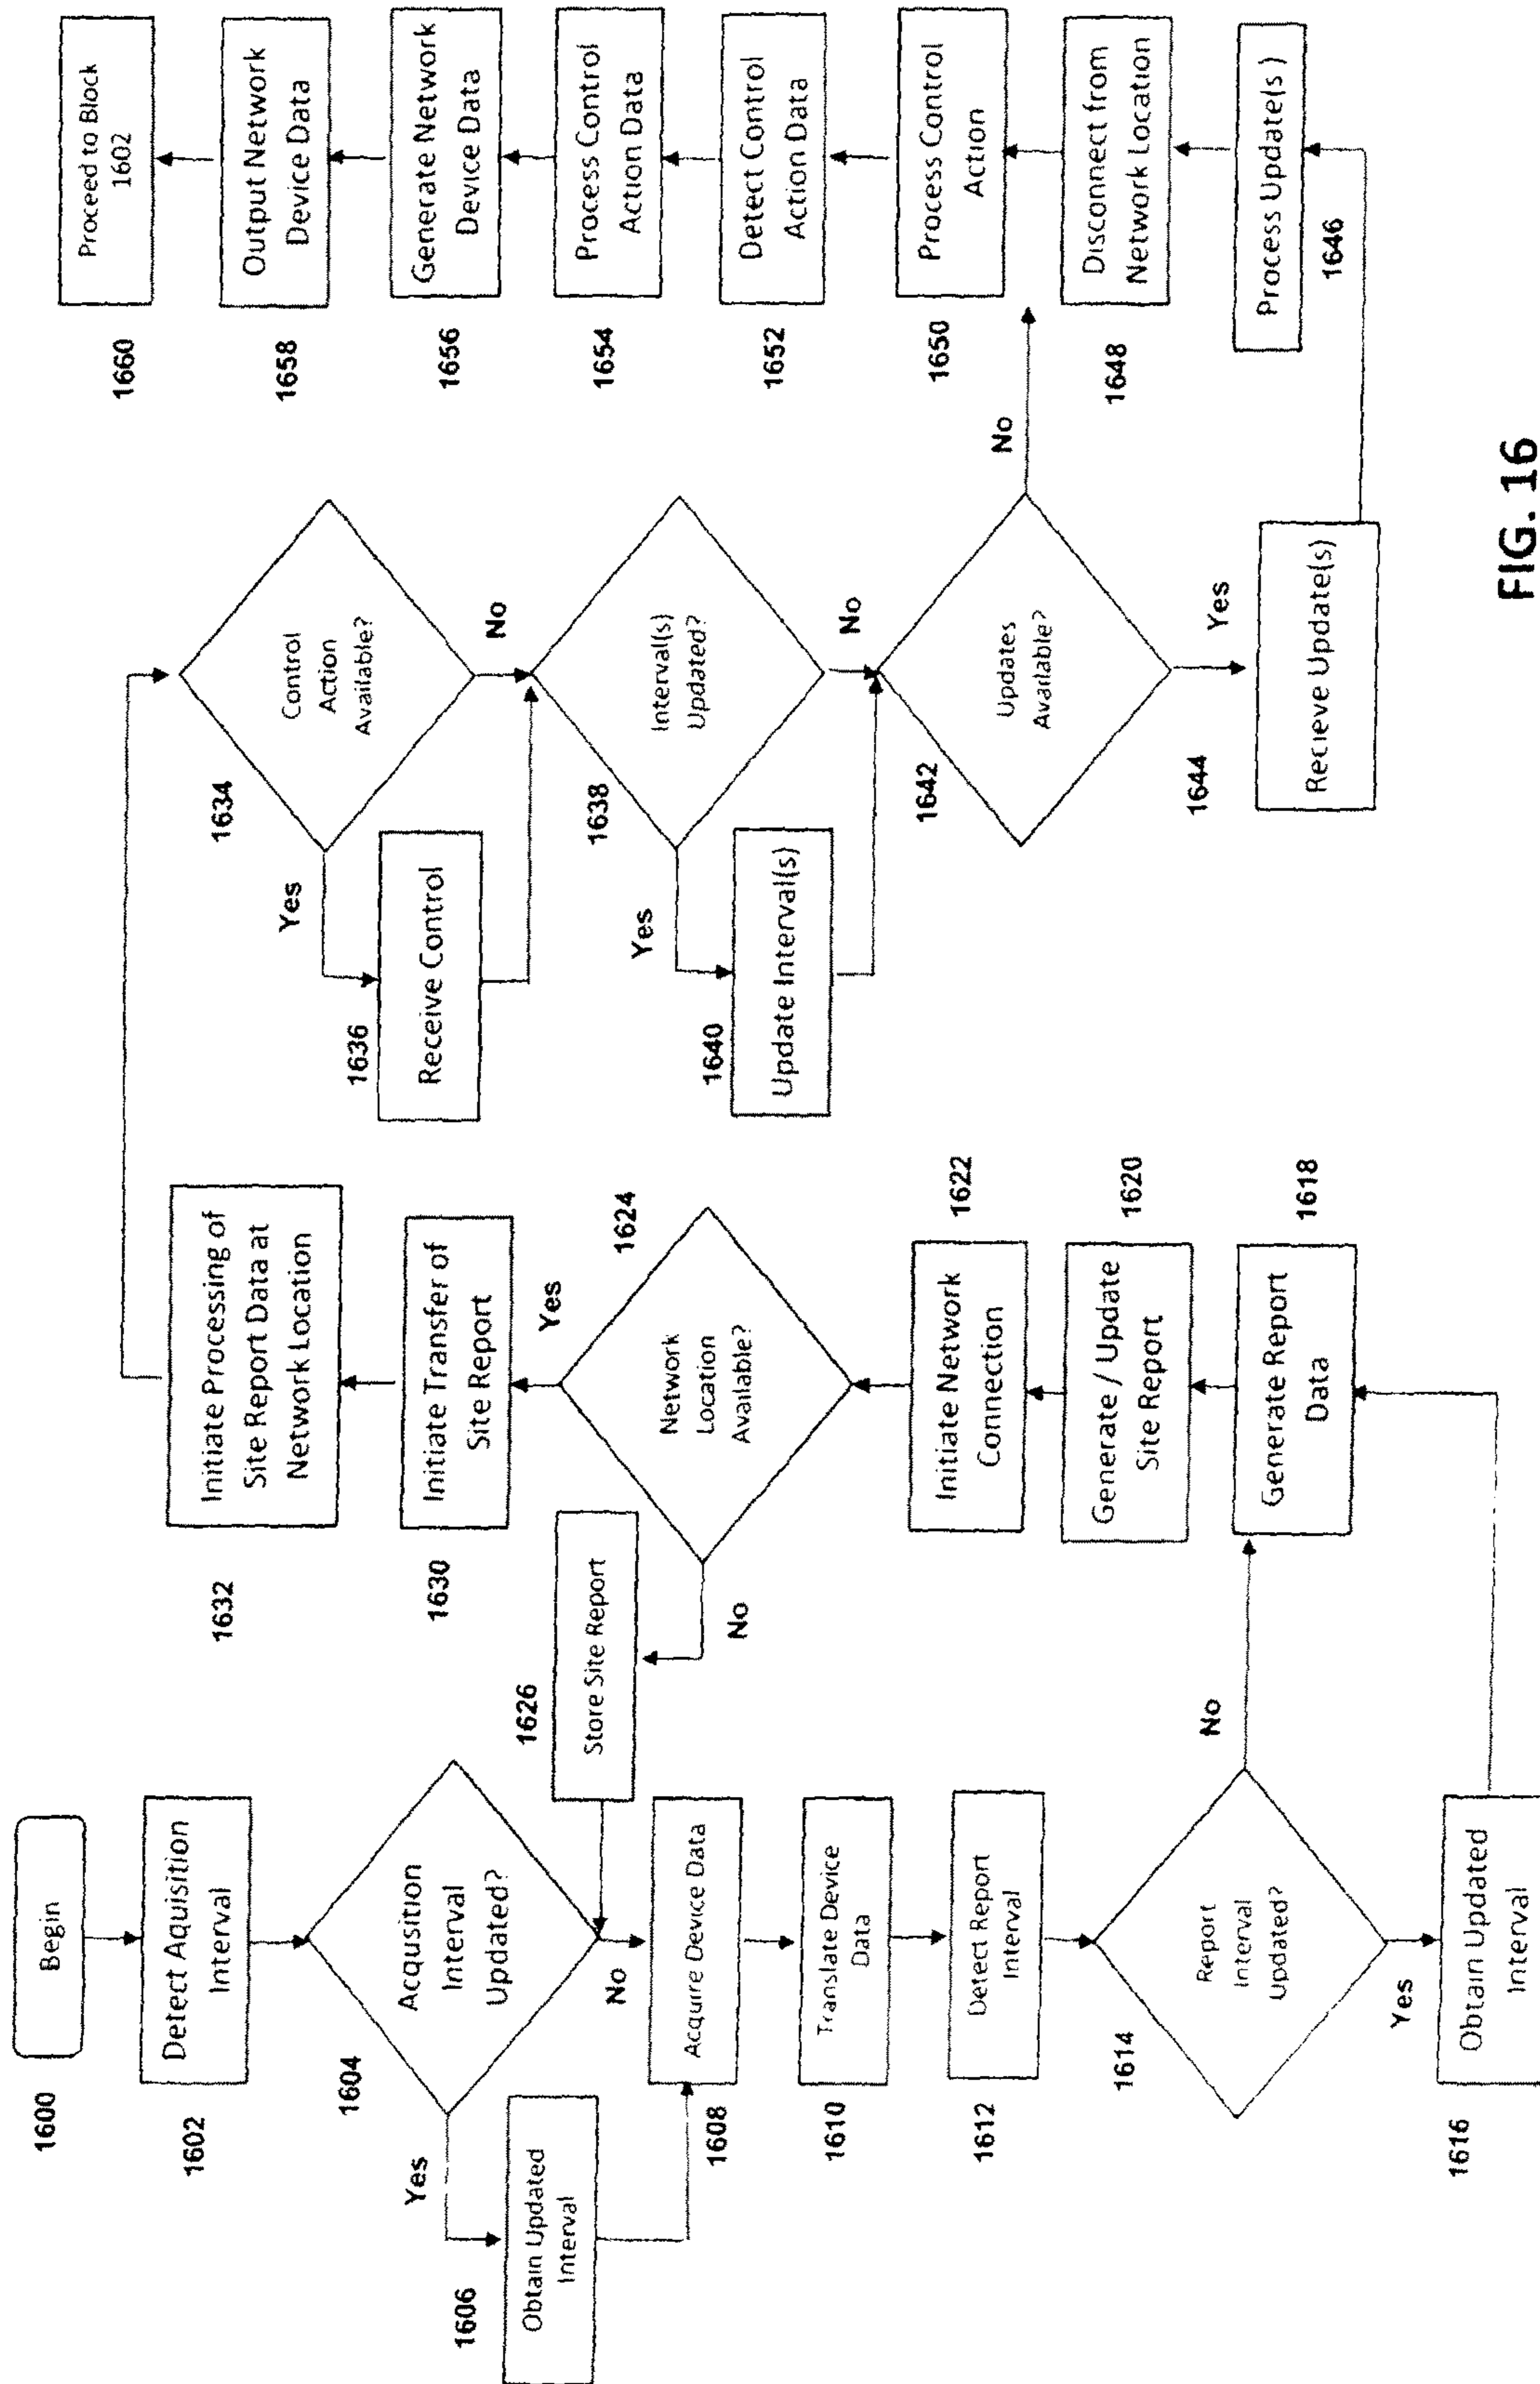 1600
Begin
1602
Detect Aquisition
Interval
1604
Acqusition
Interval
Updated?
Yes
No
1606
Obtain Updated
Interval
1608
Acquire Device Data
1610
Translate Device
Data
1612
Detect Report
Interval
1614
Report
Interval
Updated?
No
Yes
1616
Obtain Updated
Interval
1618
Generate Report
Data
1620
Generate / Update
Site Report
1622
Initiate Network
Connection
1624
Network
Location
Available?
No
Yes
1626
Store Site Report
1630
Initiate Transfer of
Site Report
1632
Initiate Processing of
Site Report Data at
Network Location
1634
Control
Action
Available?
Yes
No
1636
Receive Control
1638
Interval(s)
Updated?
Yes
No
1640
Update Interval(s)
1642
Updates
Available?
No
Yes
1644
Recieve Update(s)
1646
Process Update(s )
1648
Disconnect from
Network Location
1650
Process Control
Action
1652
Detect Control
Action Data
1654
Process Control
Action Data
1656
Generate Network
Device Data
1658
Output Network
Device Data
1660
Proceed to Block
1602
FIG. 16